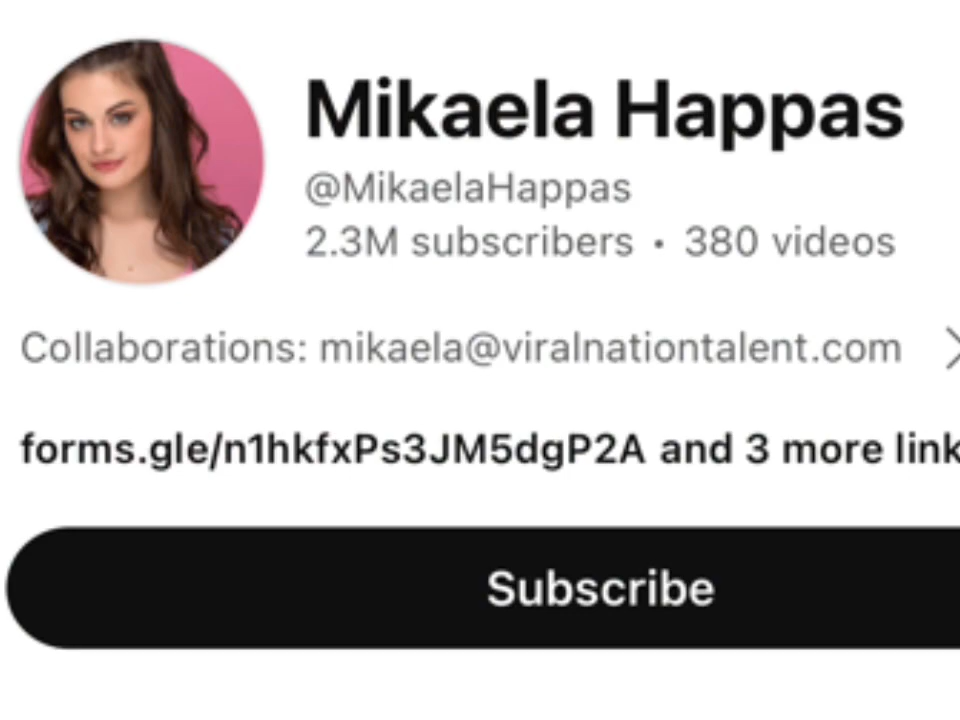 Mikaela Happas
@MikaelaHappas
2.3M subscribers • 380 videos
Collaborations: mikaela@viralnationtalent.com
forms.gle/n1hkfxPs3JM5dgP2A and 3 more link
Subscribe